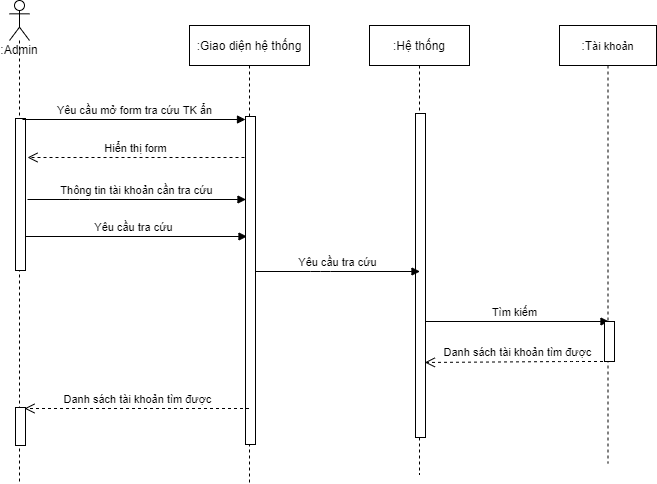 :Admin
:Giao diện hệ thống
:Hệ thống
:Tài khoản
Yêu cầu mở form tra cứu TK ẩn
Hiển thị form
Thông tin tài khoản cần tra cứu
Yêu cầu tra cứu
Yêu cầu tra cứu
Tìm kiếm
Danh sách tài khoản tìm được
Danh sách tài khoản tìm được